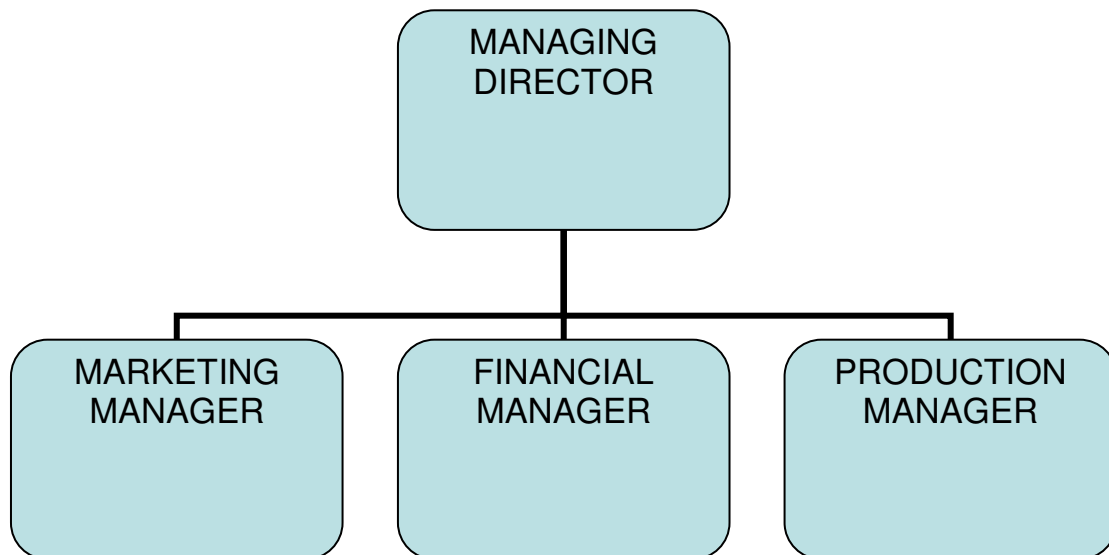 MANAGING
DIRECTOR
MARKETING
MANAGER
FINANCIAL
MANAGER
PRODUCTION
MANAGER